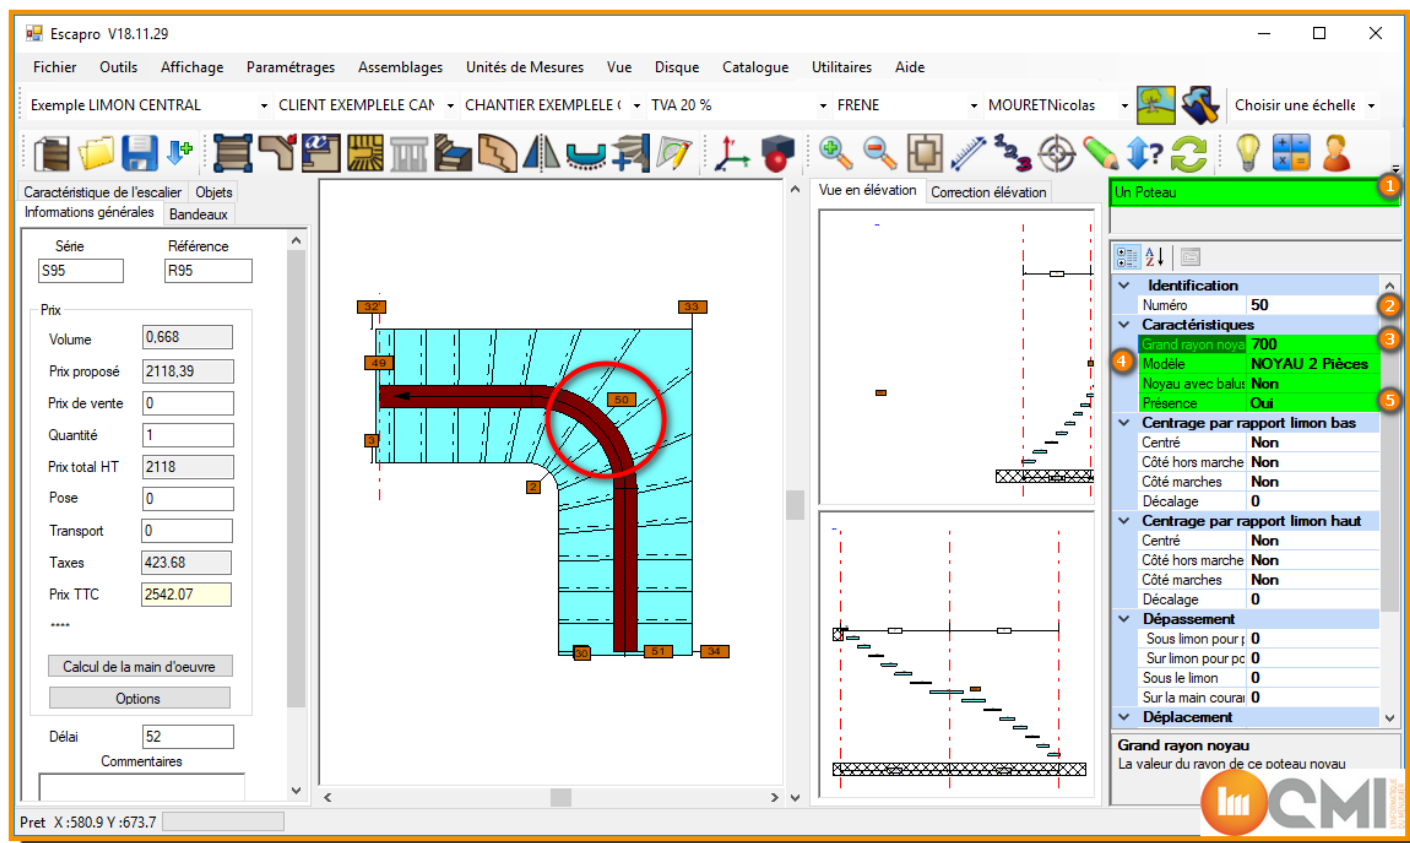 Escapro V18.11.29
Fichier Outils Affichage Paramétrages Assemblages Unités de Mesures Vue Disque Catalogue Utilitaires Aide
Exemple LIMON CENTRAL CLIENT EXEMPLELE CAN CHANTIER EXEMPLELE ( TVA 20 % FRENE MOURETNicolas Choisir une échelle
Caractéristique de l'escalier Objets
Informations générales Bandeaux
Série Référence
S95 R95
Prix
Volume 0,668
Prix proposé 2118,39
Prix de vente 0
Quantité 1
Prix total HT 2118
Pose 0
Transport 0
Taxes 423.68
Prix TTC 2542.07
****
Calcul de la main d'oeuvre
Options
Délai 52
Commentaires
Pret X :580.9 Y :673.7
32 33
49
50
3
2
30 51 34
Vue en élévation Correction élévation
Un Poteau 1
Identification
Numéro 50 2
Caractéristiques
Grand rayon noya 700 3
4 Modèle NOYAU 2 Pièces
Noyau avec balus Non
Présence Oui 5
Centrage par rapport limon bas
Centré Non
Côté hors marche Non
Côté marches Non
Décalage 0
Centrage par rapport limon haut
Centré Non
Côté hors marche Non
Côté marches Non
Décalage 0
Dépassement
Sous limon pour p 0
Sur limon pour po 0
Sous le limon 0
Sur la main courai 0
Déplacement
Grand rayon noyau
La valeur du rayon de ce poteau noyau
CMI